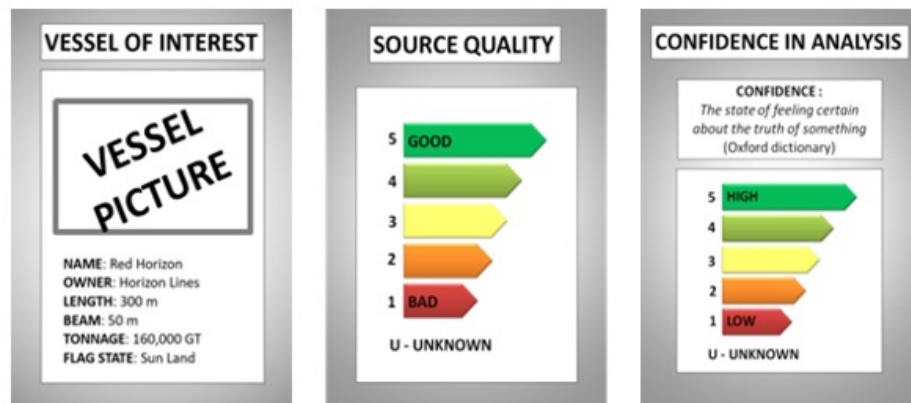 VESSEL OF INTEREST
VESSEL
PICTURE
NAME: Red Horizon
OWNER: Horizon Lines
LENGTH: 300 m
BEAM: 50 m
TONNAGE: 160,000 GT
FLAG STATE: Sun Land
SOURCE QUALITY
5 GOOD
4
3
2
1 BAD
U - UNKNOWN
CONFIDENCE IN ANALYSIS
CONFIDENCE :
The state of feeling certain
about the truth of something
(Oxford dictionary)
5 HIGH
4
3
2
1 LOW
U - UNKNOWN